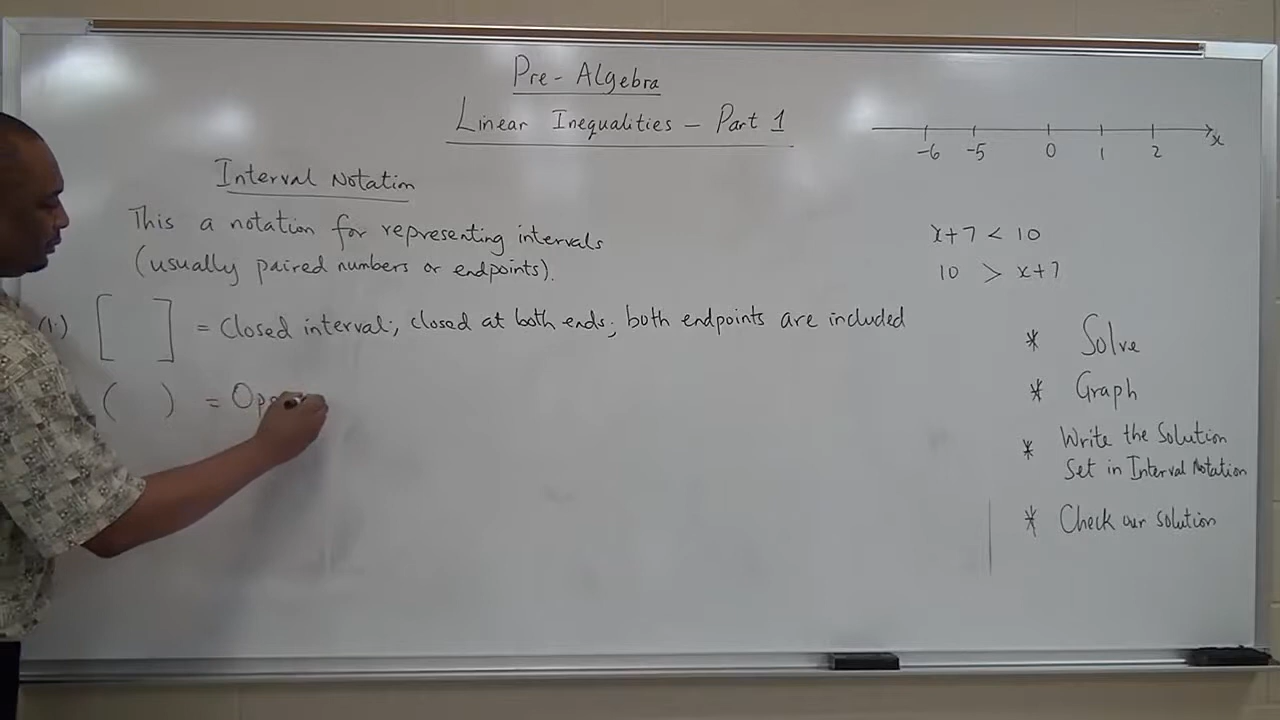 Pre-Algebra
Linear Inequalities - Part 1
-6 -5 0 1 2 x
Interval Notation
This a notation for representing intervals
(usually paired numbers or endpoints).
x+7 < 10
10 > x+7
(1.) [ ] = Closed interval; closed at both ends; both endpoints are included
( ) =
* Solve
* Graph
* Write the Solution
Set in Interval Notation
* Check our solution